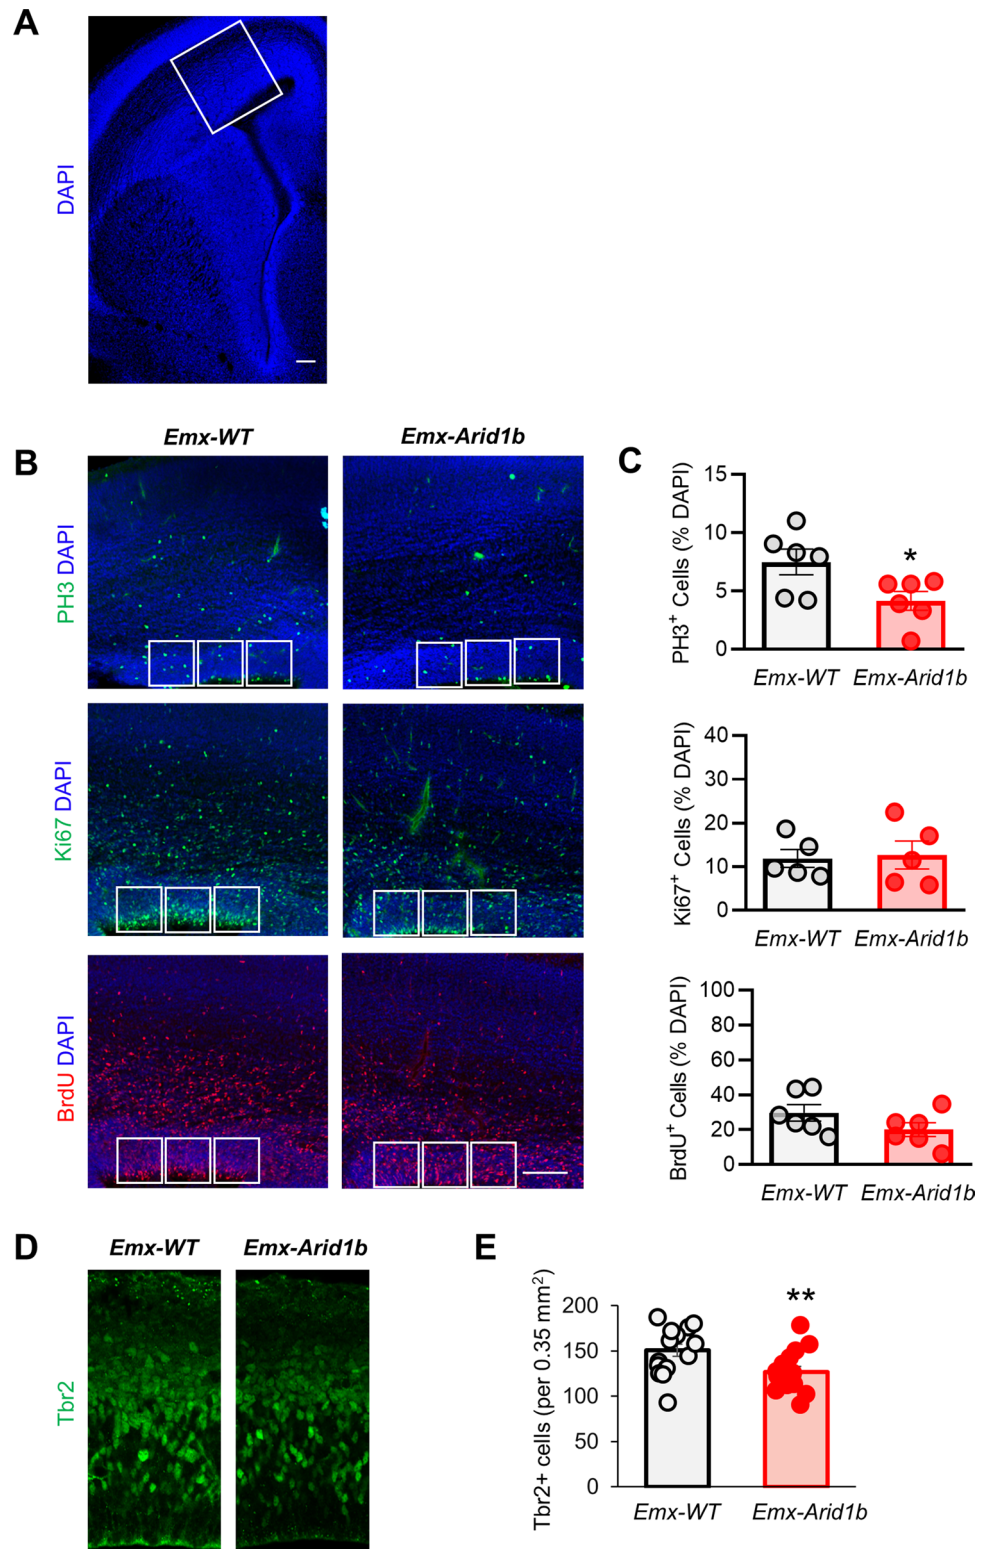 A
DAPI
B
Emx-WT
Emx-Arid1b
PH3 DAPI
Ki67 DAPI
BrdU DAPI
C
PH3⁺ Cells (% DAPI)
15
10
5
0
*
Emx-WT
Emx-Arid1b
Ki67⁺ Cells (% DAPI)
40
30
20
10
0
Emx-WT
Emx-Arid1b
BrdU⁺ Cells (% DAPI)
100
80
60
40
20
0
Emx-WT
Emx-Arid1b
D
Emx-WT
Emx-Arid1b
Tbr2
E
Tbr2+ cells (per 0.35 mm²)
200
150
100
50
0
**
Emx-WT
Emx-Arid1b